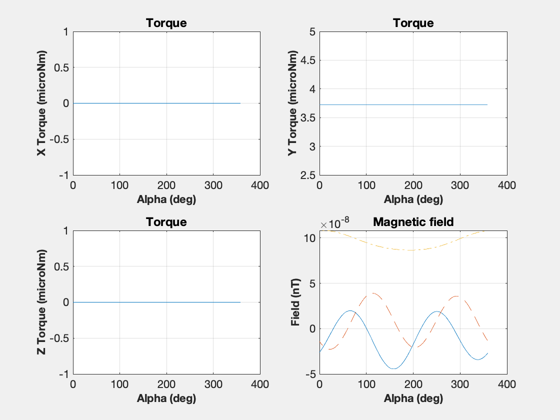 Torque
1
0.5
0
-0.5
-1
X Torque (microNm)
0 100 200 300 400
Alpha (deg)
Torque
5
4.5
4
3.5
3
2.5
Y Torque (microNm)
0 100 200 300 400
Alpha (deg)
Torque
1
0.5
0
-0.5
-1
Z Torque (microNm)
0 100 200 300 400
Alpha (deg)
×10-8
Magnetic field
10
5
0
-5
Field (nT)
0 100 200 300 400
Alpha (deg)